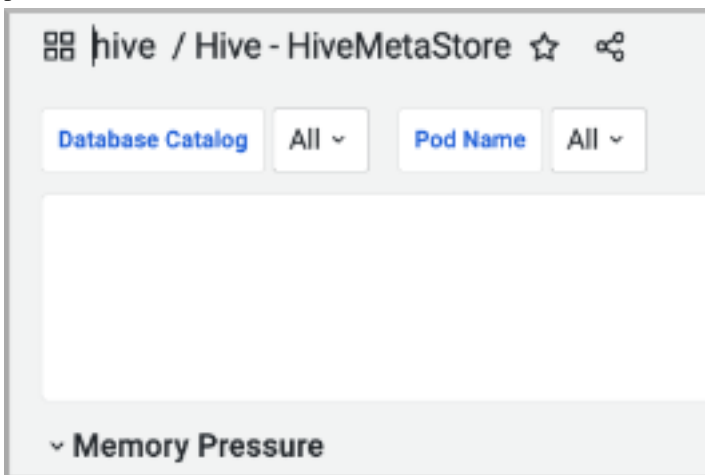 hive / Hive - HiveMetaStore
Database Catalog All Pod Name All
Memory Pressure